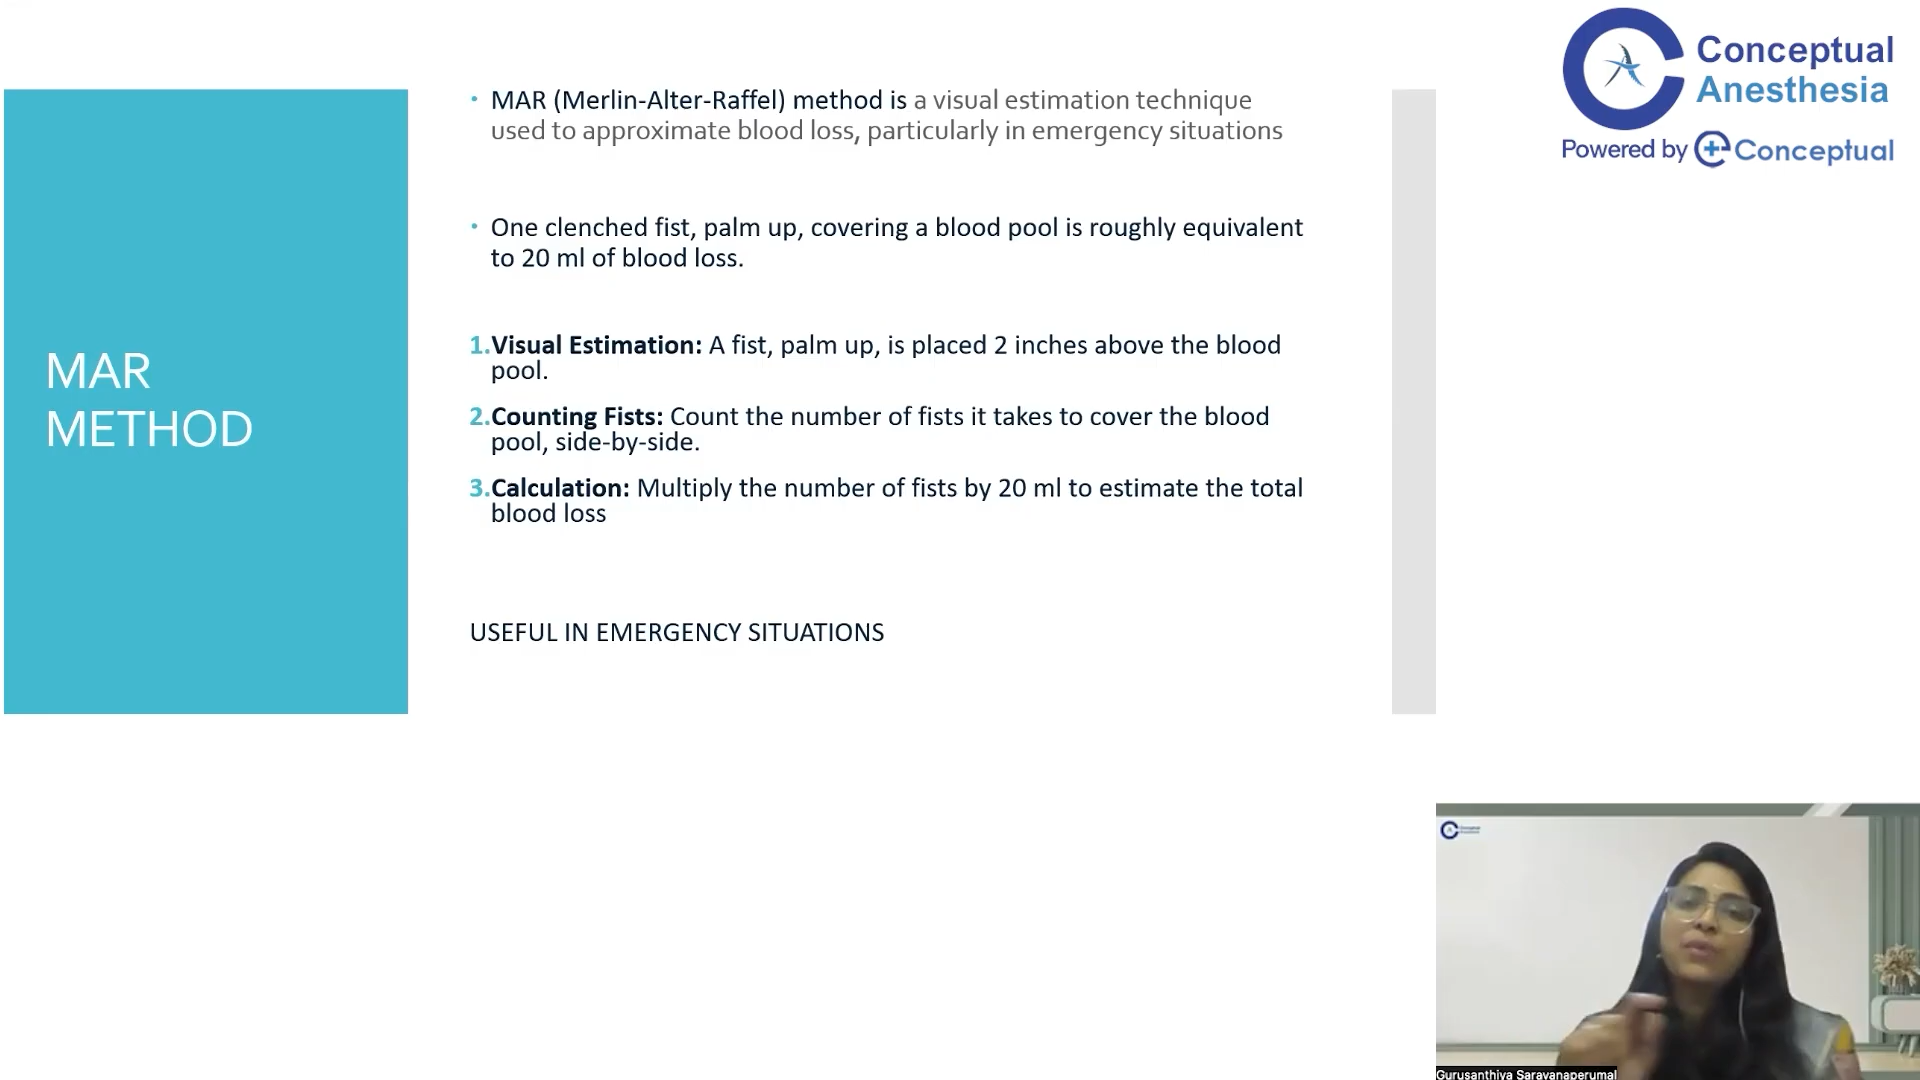 Conceptual
Anesthesia
Powered by Conceptual
MAR
METHOD
• MAR (Merlin-Alter-Raffel) method is a visual estimation technique
used to approximate blood loss, particularly in emergency situations
• One clenched fist, palm up, covering a blood pool is roughly equivalent
to 20 ml of blood loss.
1.Visual Estimation: A fist, palm up, is placed 2 inches above the blood
pool.
2.Counting Fists: Count the number of fists it takes to cover the blood
pool, side-by-side.
3.Calculation: Multiply the number of fists by 20 ml to estimate the total
blood loss
USEFUL IN EMERGENCY SITUATIONS
Gurusanthiya Saravanaperumal